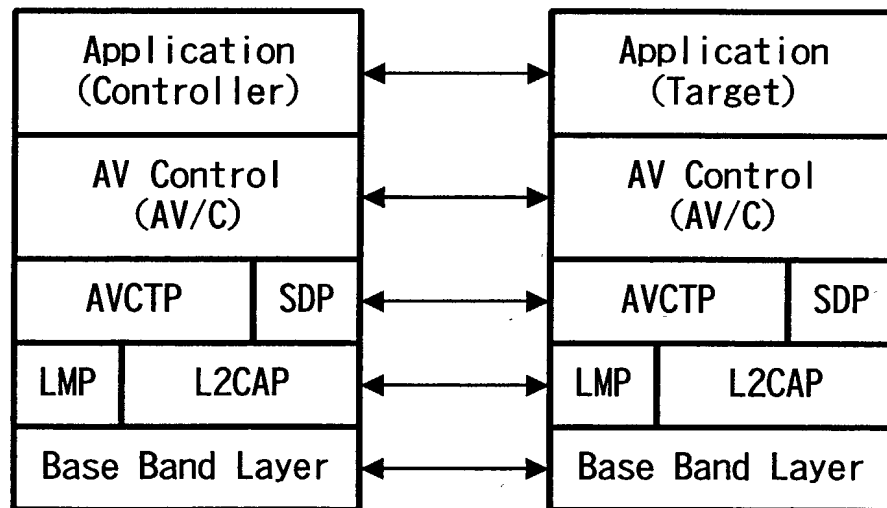 Application
(Controller)
AV Control
(AV/C)
AVCTP SDP
LMP L2CAP
Base Band Layer
Application
(Target)
AV Control
(AV/C)
AVCTP SDP
LMP L2CAP
Base Band Layer